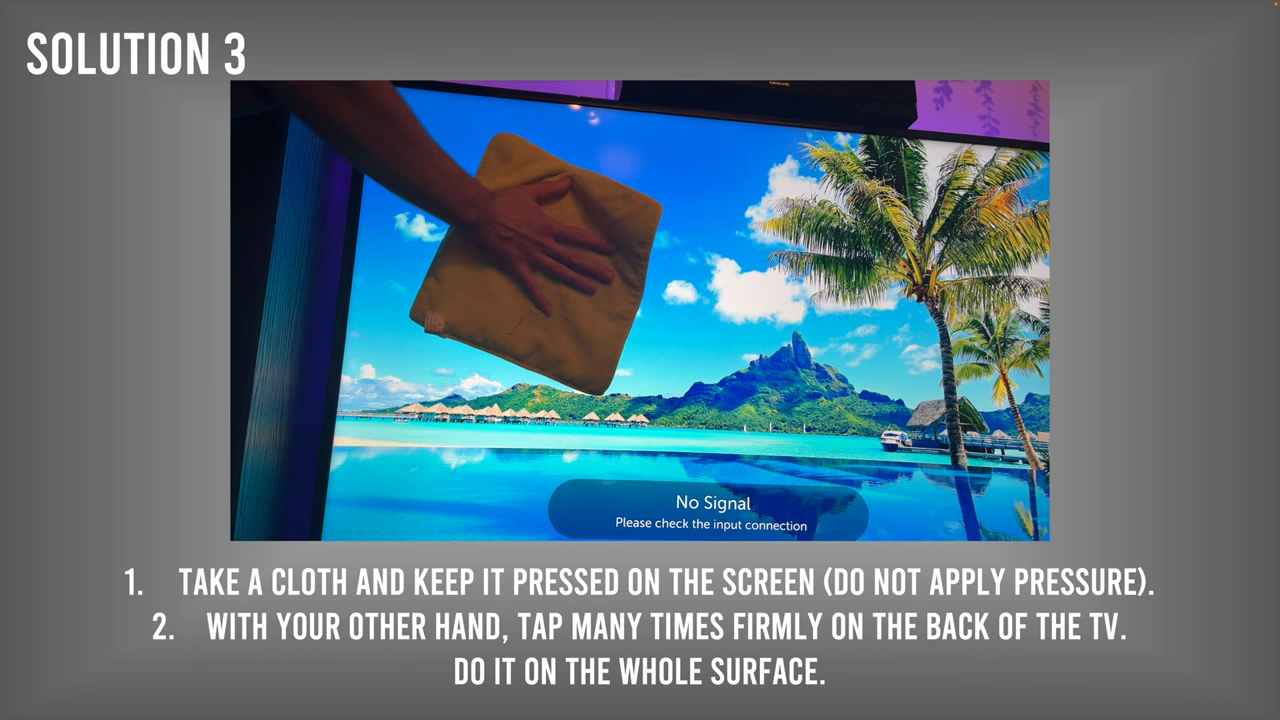 SOLUTION 3
No Signal
Please check the input connection
1. TAKE A CLOTH AND KEEP IT PRESSED ON THE SCREEN (DO NOT APPLY PRESSURE).
2. WITH YOUR OTHER HAND, TAP MANY TIMES FIRMLY ON THE BACK OF THE TV.
DO IT ON THE WHOLE SURFACE.